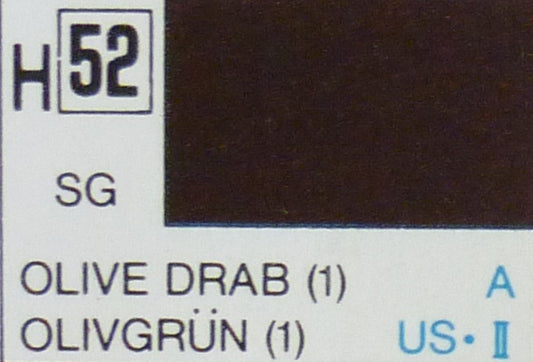 H 52
SG
OLIVE DRAB (1) A
OLIVGRÜN (1) US•II